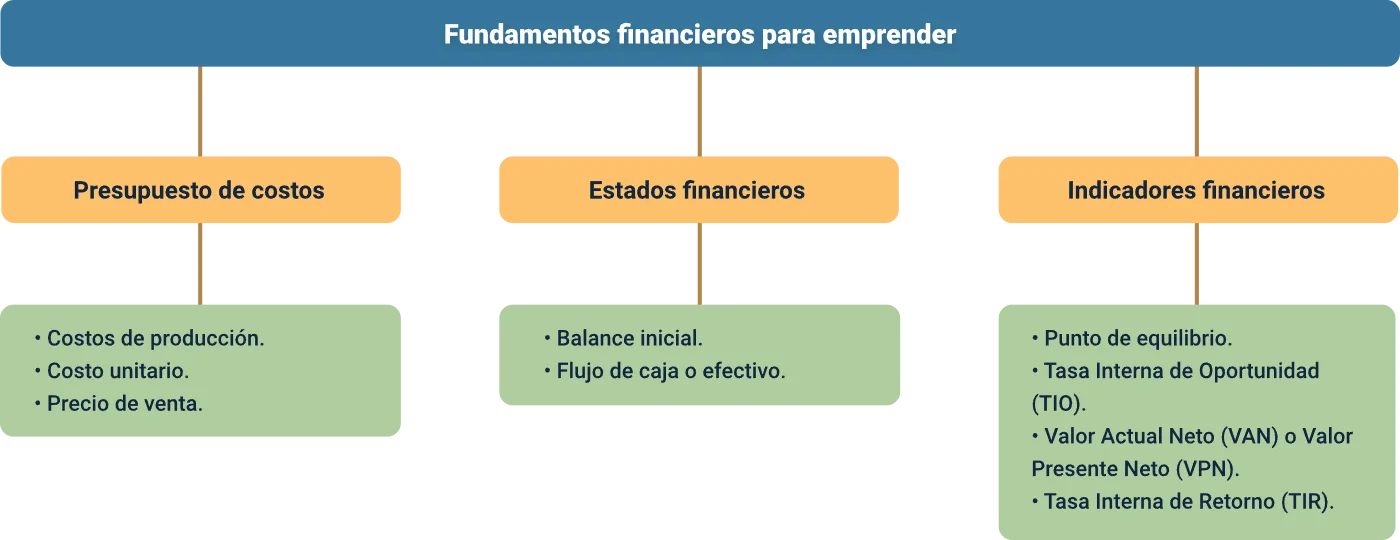 Fundamentos financieros para emprender
Presupuesto de costos
• Costos de producción.
• Costo unitario.
• Precio de venta.
Estados financieros
• Balance inicial.
• Flujo de caja o efectivo.
Indicadores financieros
• Punto de equilibrio.
• Tasa Interna de Oportunidad
(TIO).
• Valor Actual Neto (VAN) o Valor
Presente Neto (VPN).
• Tasa Interna de Retorno (TIR).